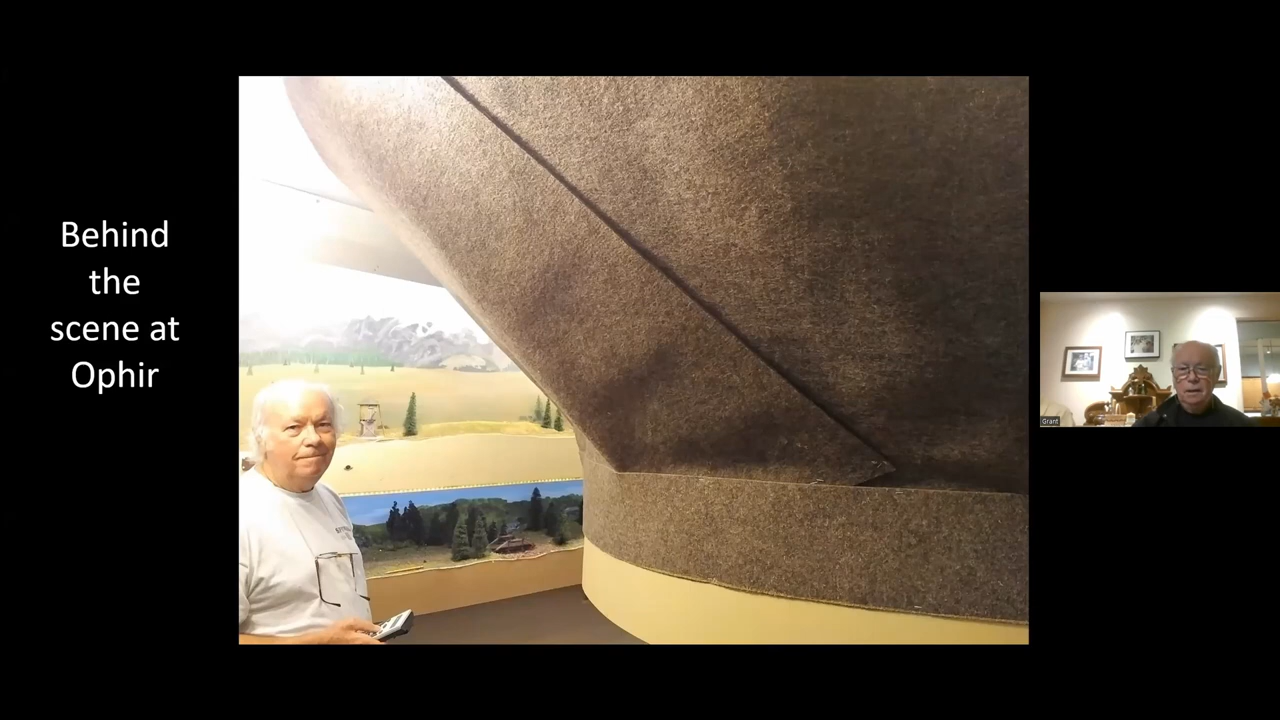 Behind
the
scene at
Ophir
Grant